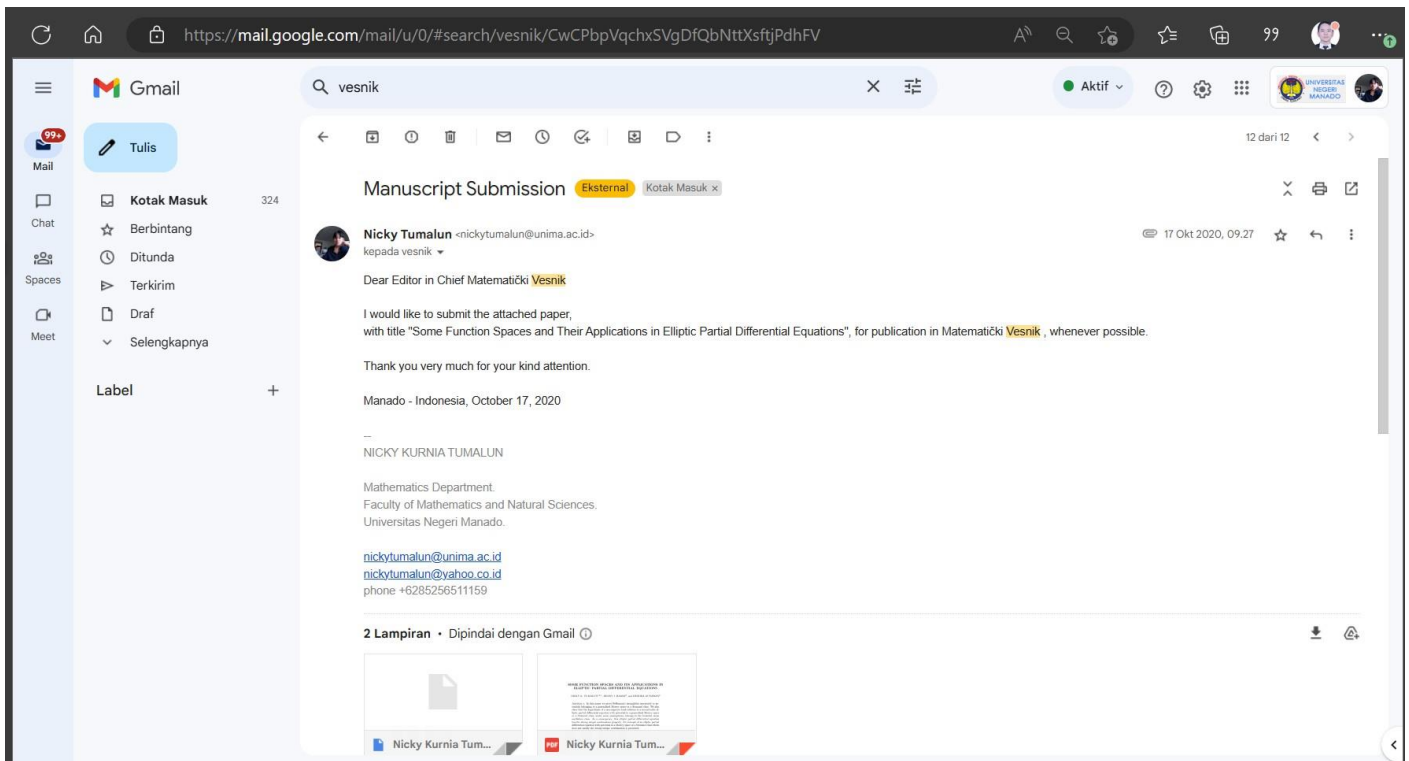 https://mail.google.com/mail/u/0/#search/vesnik/CwCPbpVqchxSVgDfQbNttXsftjPdhFV
Gmail
vesnik
Aktif
UNIVERSITAS
NEGERI
MANADO
99+
Mail
Tulis
12 dari 12
Manuscript Submission Eksternal Kotak Masuk ×
Chat
Kotak Masuk 324
Berbintang
Nicky Tumalun <nickytumalun@unima.ac.id>
17 Okt 2020, 09.27
kepada vesnik
Spaces
Ditunda
Dear Editor in Chief Matematički Vesnik
Terkirim
Draf
I would like to submit the attached paper,
Meet
with title "Some Function Spaces and Their Applications in Elliptic Partial Differential Equations", for publication in Matematički Vesnik , whenever possible.
Selengkapnya
Thank you very much for your kind attention.
Label +
Manado - Indonesia, October 17, 2020
--
NICKY KURNIA TUMALUN
Mathematics Department.
Faculty of Mathematics and Natural Sciences.
Universitas Negeri Manado.
nickytumalun@unima.ac.id
nickytumalun@yahoo.co.id
phone +6285256511159
2 Lampiran • Dipindai dengan Gmail
Nicky Kurnia Tum...
PDF Nicky Kurnia Tum...